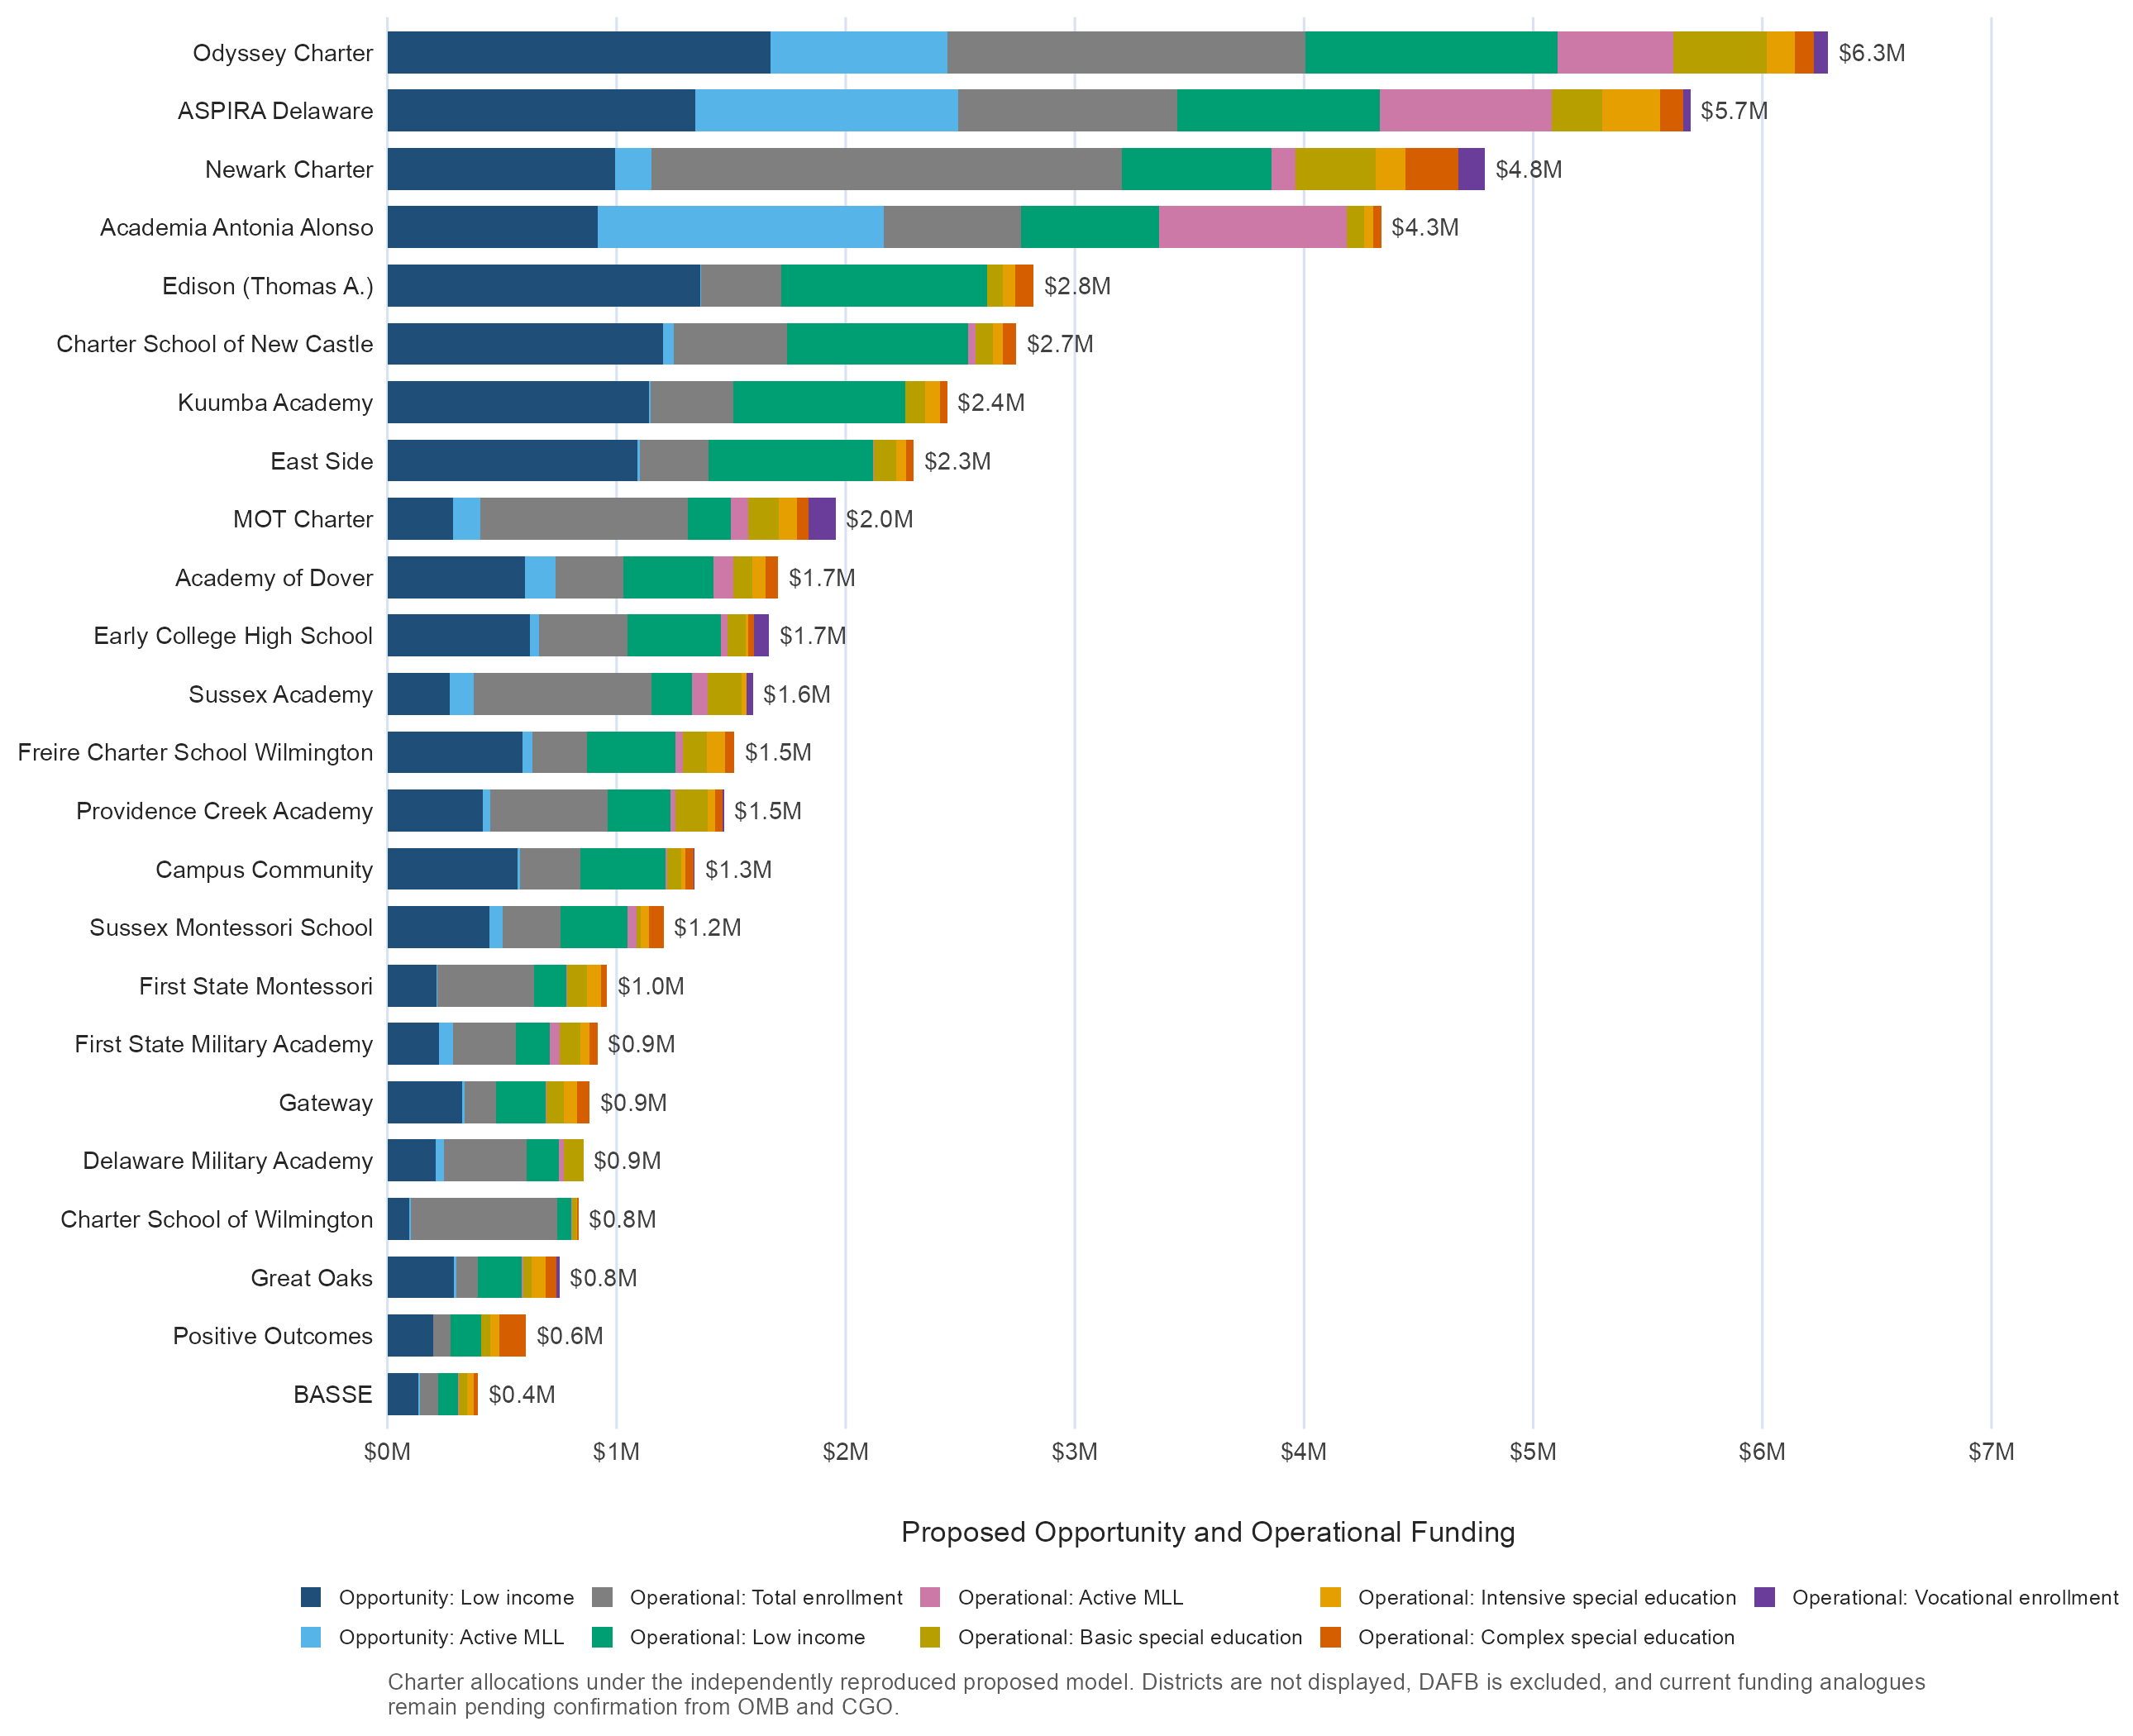 Odyssey Charter $6.3M
ASPIRA Delaware $5.7M
Newark Charter $4.8M
Academia Antonia Alonso $4.3M
Edison (Thomas A.) $2.8M
Charter School of New Castle $2.7M
Kuumba Academy $2.4M
East Side $2.3M
MOT Charter $2.0M
Academy of Dover $1.7M
Early College High School $1.7M
Sussex Academy $1.6M
Freire Charter School Wilmington $1.5M
Providence Creek Academy $1.5M
Campus Community $1.3M
Sussex Montessori School $1.2M
First State Montessori $1.0M
First State Military Academy $0.9M
Gateway $0.9M
Delaware Military Academy $0.9M
Charter School of Wilmington $0.8M
Great Oaks $0.8M
Positive Outcomes $0.6M
BASSE $0.4M
$0M $1M $2M $3M $4M $5M $6M $7M
Proposed Opportunity and Operational Funding
Opportunity: Low income Operational: Total enrollment Operational: Active MLL Operational: Intensive special education Operational: Vocational enrollment
Opportunity: Active MLL Operational: Low income Operational: Basic special education Operational: Complex special education
Charter allocations under the independently reproduced proposed model. Districts are not displayed, DAFB is excluded, and current funding analogues
remain pending confirmation from OMB and CGO.